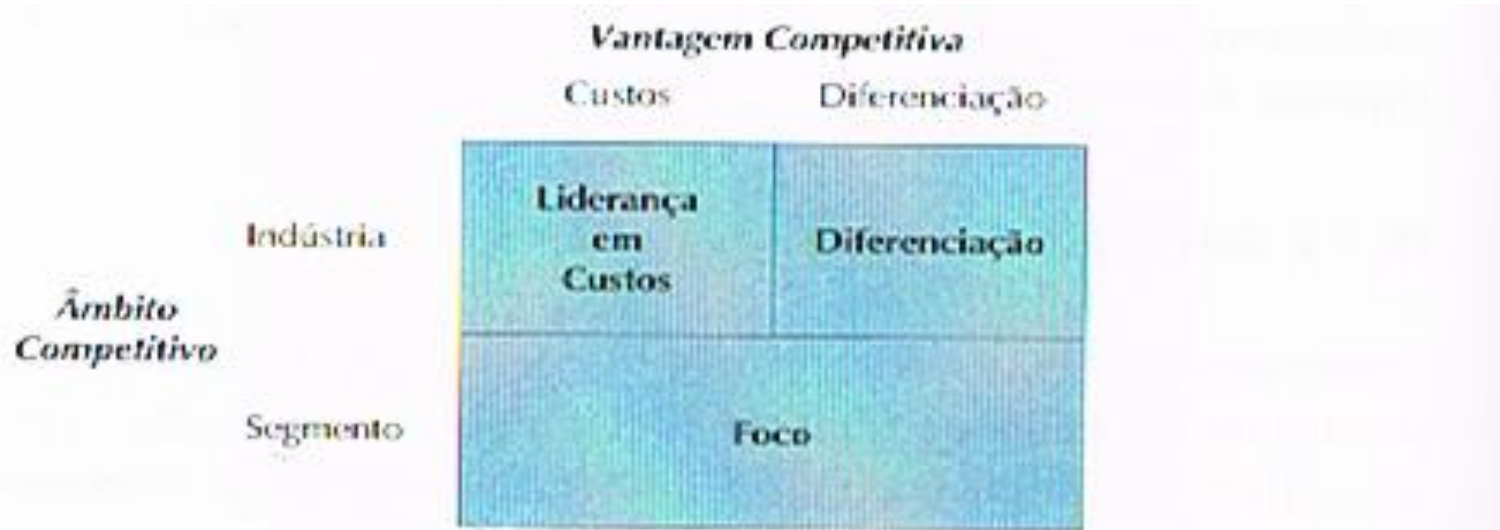 Vantagem Competitiva
Custos Diferenciação
Liderança
em
Custos
Diferenciação
Indústria
Âmbito
Competitivo
Segmento
Foco